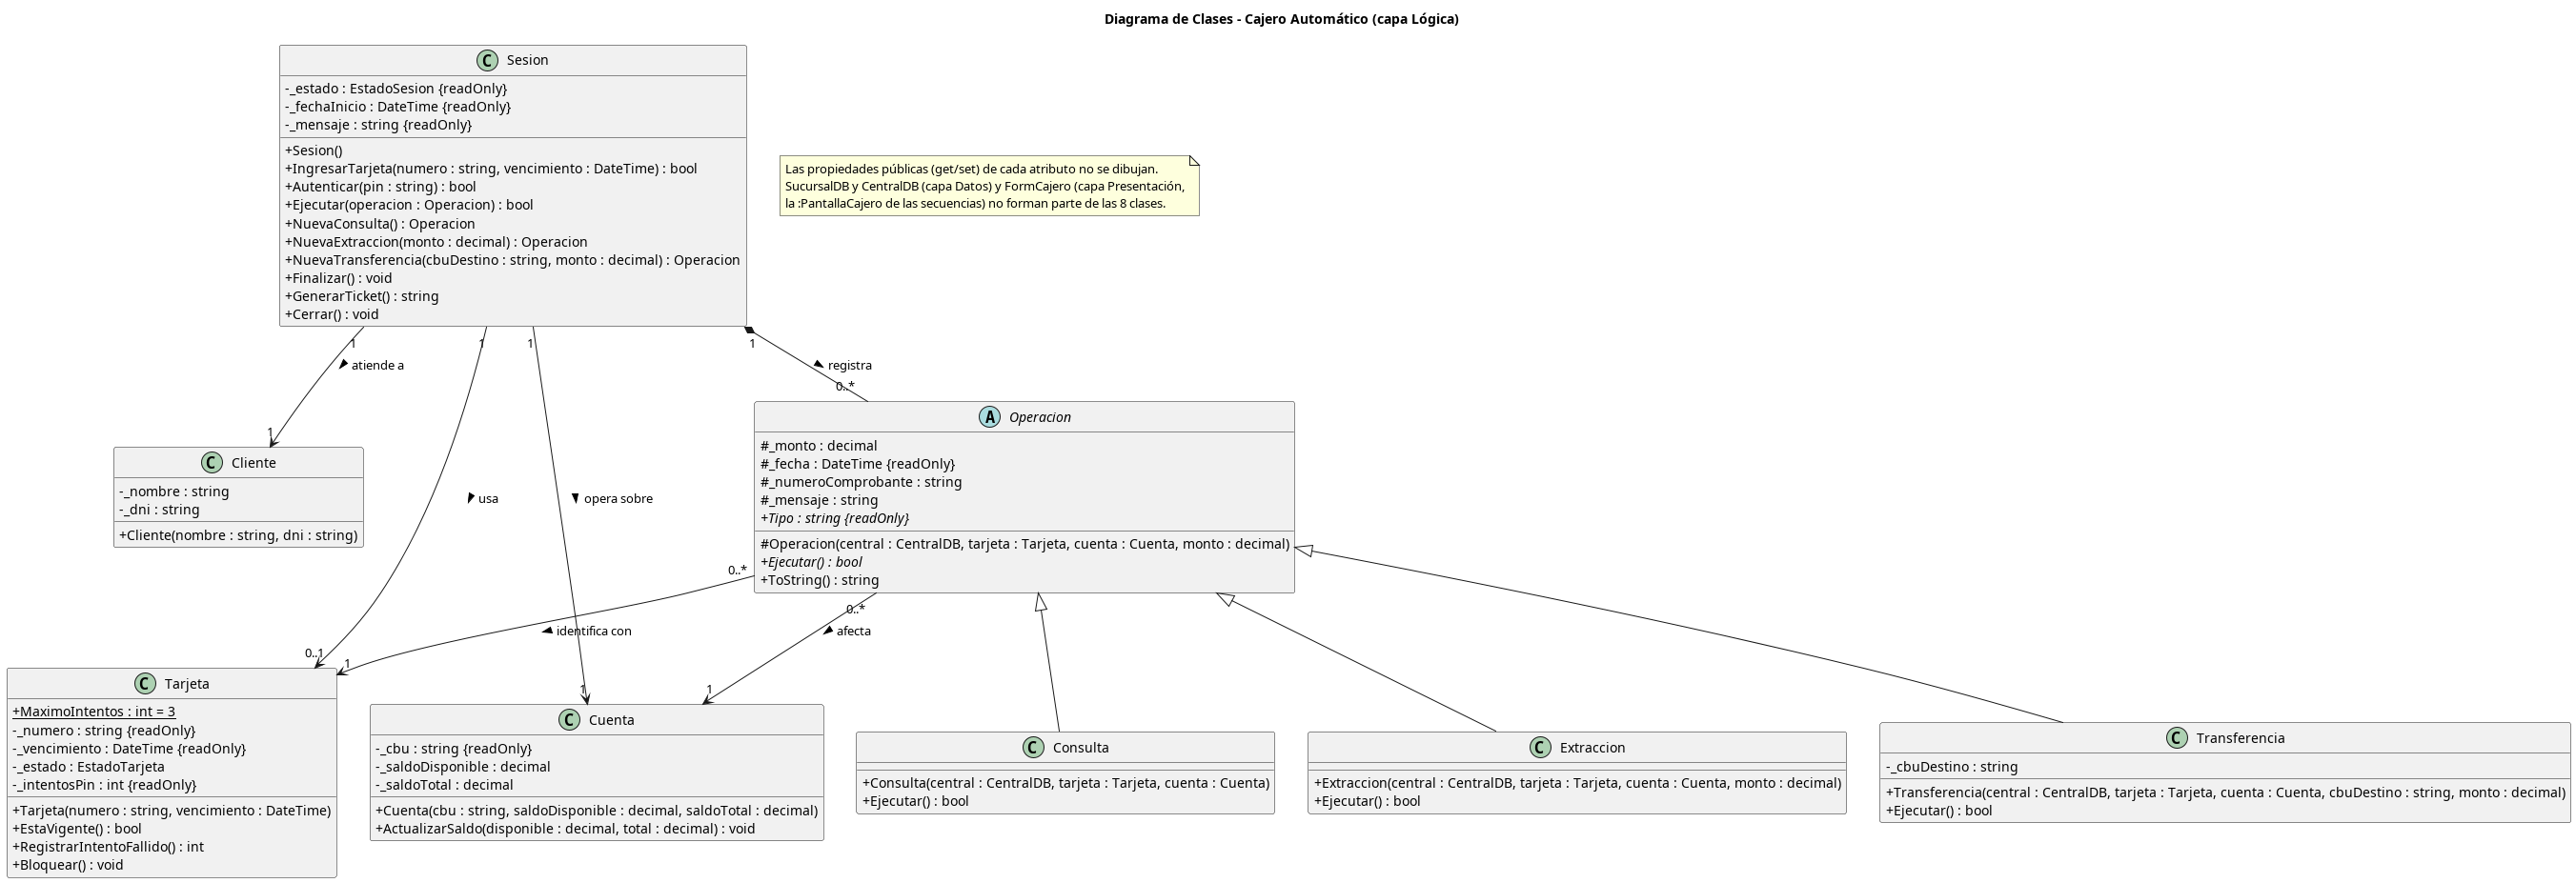 Diagrama de Clases - Cajero Automático (capa Lógica)
C Sesion
-_estado : EstadoSesion {readOnly}
-_fechaInicio : DateTime {readOnly}
-_mensaje : string {readOnly}
+Sesion()
+IngresarTarjeta(numero : string, vencimiento : DateTime) : bool
+Autenticar(pin : string) : bool
+Ejecutar(operacion : Operacion) : bool
+NuevaConsulta() : Operacion
+NuevaExtraccion(monto : decimal) : Operacion
+NuevaTransferencia(cbuDestino : string, monto : decimal) : Operacion
+Finalizar() : void
+GenerarTicket() : string
+Cerrar() : void
Las propiedades públicas (get/set) de cada atributo no se dibujan.
SucursalDB y CentralDB (capa Datos) y FormCajero (capa Presentación,
la :PantallaCajero de las secuencias) no forman parte de las 8 clases.
1
1
1
1
atiende a
registra
0..*
1
C Cliente
-_nombre : string
-_dni : string
+Cliente(nombre : string, dni : string)
usa
opera sobre
A Operacion
#_monto : decimal
#_fecha : DateTime {readOnly}
#_numeroComprobante : string
#_mensaje : string
+Tipo : string {readOnly}
#Operacion(central : CentralDB, tarjeta : Tarjeta, cuenta : Cuenta, monto : decimal)
+Ejecutar() : bool
+ToString() : string
0..*
0..*
identifica con
afecta
0..1
1
1
1
C Tarjeta
+MaximoIntentos : int = 3
-_numero : string {readOnly}
-_vencimiento : DateTime {readOnly}
-_estado : EstadoTarjeta
-_intentosPin : int {readOnly}
+Tarjeta(numero : string, vencimiento : DateTime)
+EstaVigente() : bool
+RegistrarIntentoFallido() : int
+Bloquear() : void
C Cuenta
-_cbu : string {readOnly}
-_saldoDisponible : decimal
-_saldoTotal : decimal
+Cuenta(cbu : string, saldoDisponible : decimal, saldoTotal : decimal)
+ActualizarSaldo(disponible : decimal, total : decimal) : void
C Consulta
+Consulta(central : CentralDB, tarjeta : Tarjeta, cuenta : Cuenta)
+Ejecutar() : bool
C Extraccion
+Extraccion(central : CentralDB, tarjeta : Tarjeta, cuenta : Cuenta, monto : decimal)
+Ejecutar() : bool
C Transferencia
-_cbuDestino : string
+Transferencia(central : CentralDB, tarjeta : Tarjeta, cuenta : Cuenta, cbuDestino : string, monto : decimal)
+Ejecutar() : bool